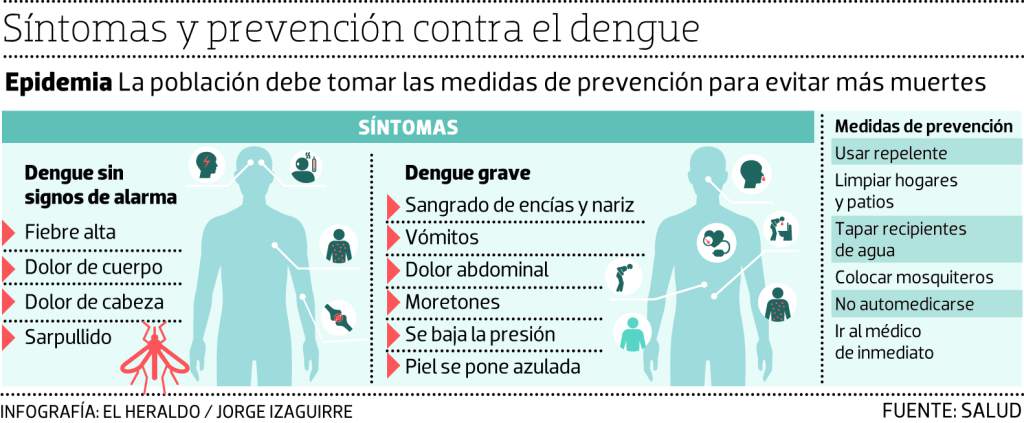 Síntomas y prevención contra el dengue
Epidemia La población debe tomar las medidas de prevención para evitar más muertes
SÍNTOMAS
Dengue sin
signos de alarma
Fiebre alta
Dolor de cuerpo
Dolor de cabeza
Sarpullido
Dengue grave
Sangrado de encías y nariz
Vómitos
Dolor abdominal
Moretones
Se baja la presión
Piel se pone azulada
Medidas de prevención
Usar repelente
Limpiar hogares
y patios
Tapar recipientes
de agua
Colocar mosquiteros
No automedicarse
Ir al médico
de inmediato
INFOGRAFÍA: EL HERALDO / JORGE IZAGUIRRE
FUENTE: SALUD